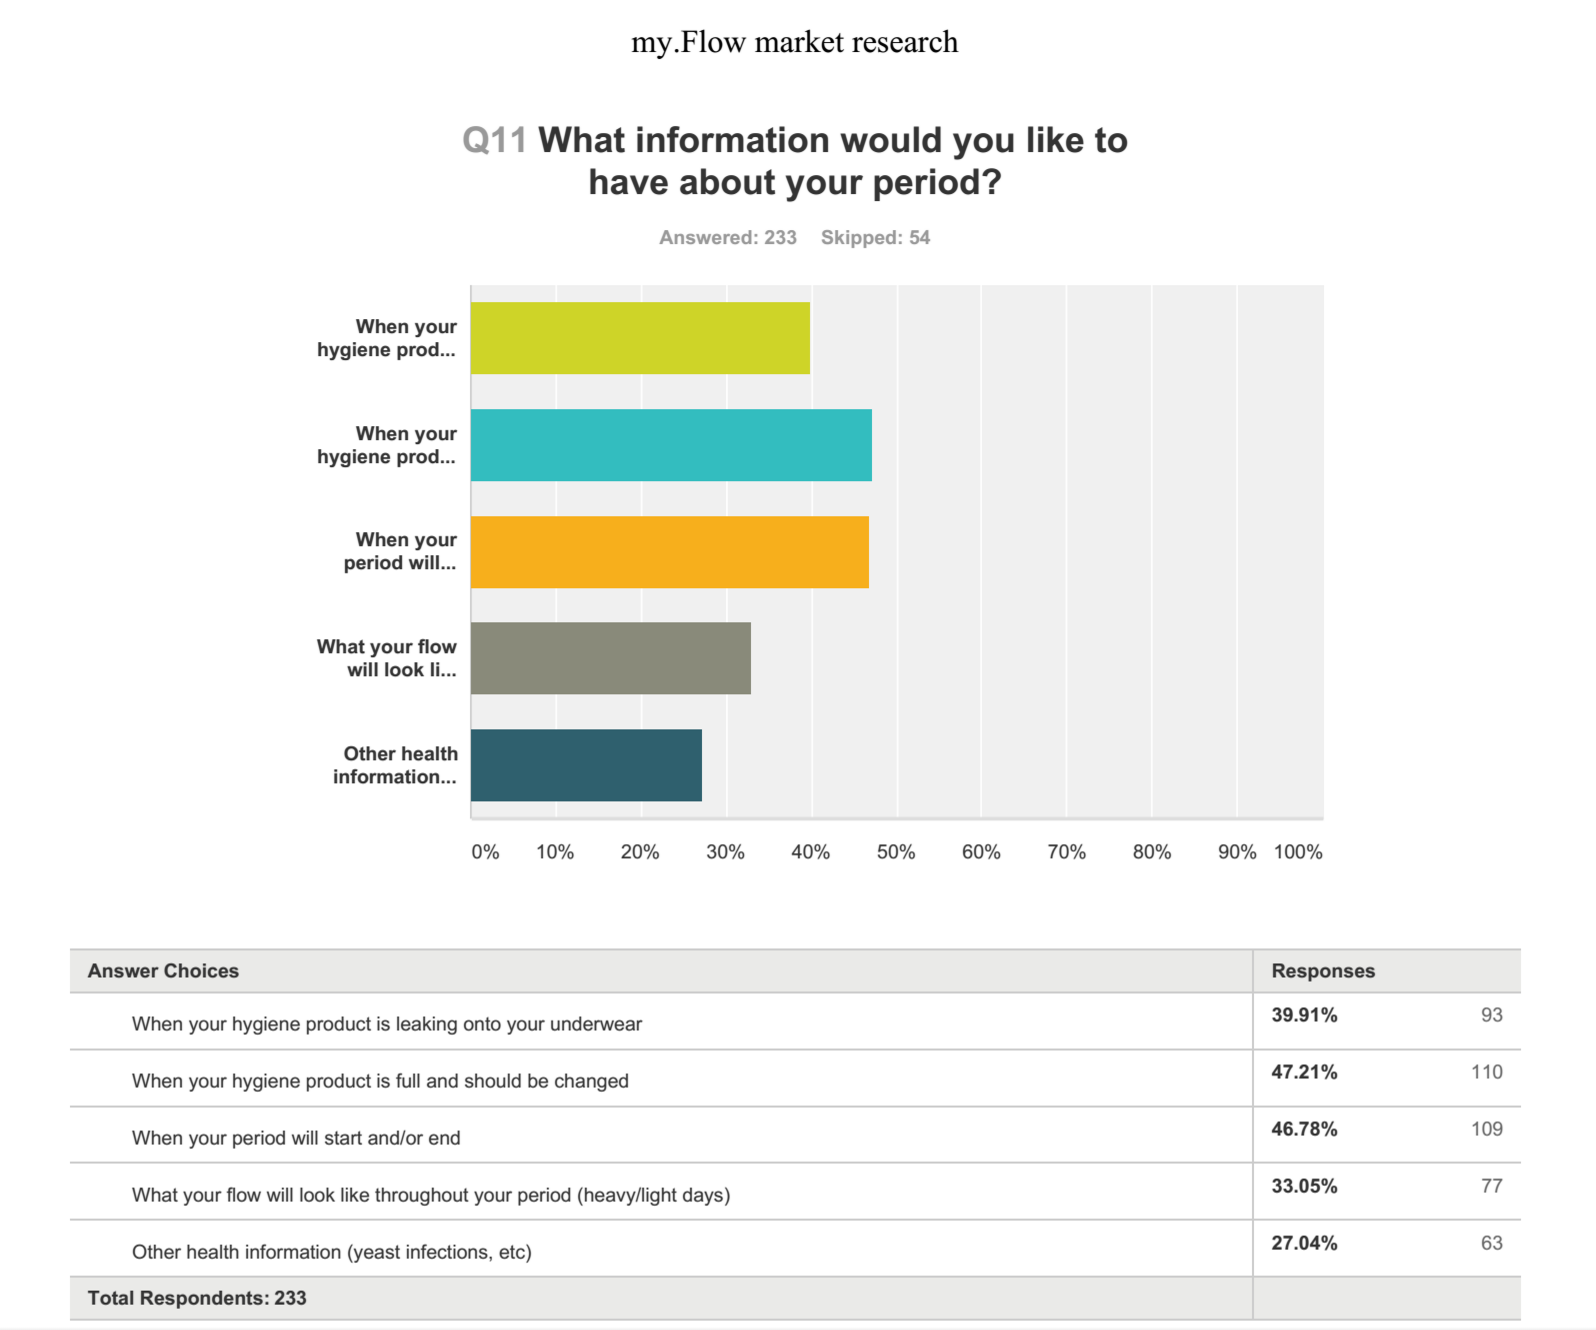 my.Flow market research
Q11 What information would you like to
have about your period?
Answered: 233 Skipped: 54
When your
hygiene prod...
When your
hygiene prod...
When your
period will...
What your flow
will look li...
Other health
information...
0% 10% 20% 30% 40% 50% 60% 70% 80% 90% 100%
Answer Choices Responses
When your hygiene product is leaking onto your underwear 39.91% 93
When your hygiene product is full and should be changed 47.21% 110
When your period will start and/or end 46.78% 109
What your flow will look like throughout your period (heavy/light days) 33.05% 77
Other health information (yeast infections, etc) 27.04% 63
Total Respondents: 233